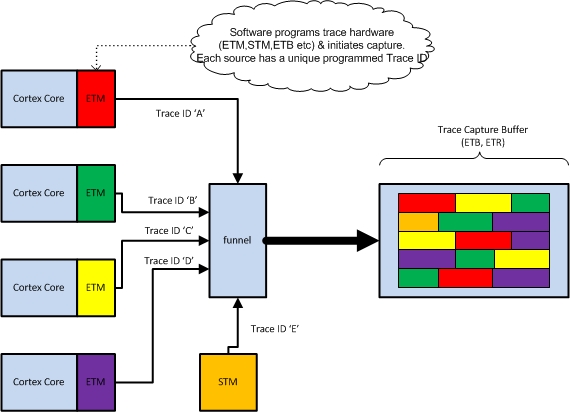 Software programs trace hardware
(ETM,STM,ETB etc) & initiates capture.
Each source has a unique programmed Trace ID
Cortex Core ETM
Trace ID 'A'
Trace Capture Buffer
(ETB, ETR)
Cortex Core ETM
Trace ID 'B'
Trace ID 'C'
funnel
Trace ID 'D'
Cortex Core ETM
Trace ID 'E'
Cortex Core ETM
STM